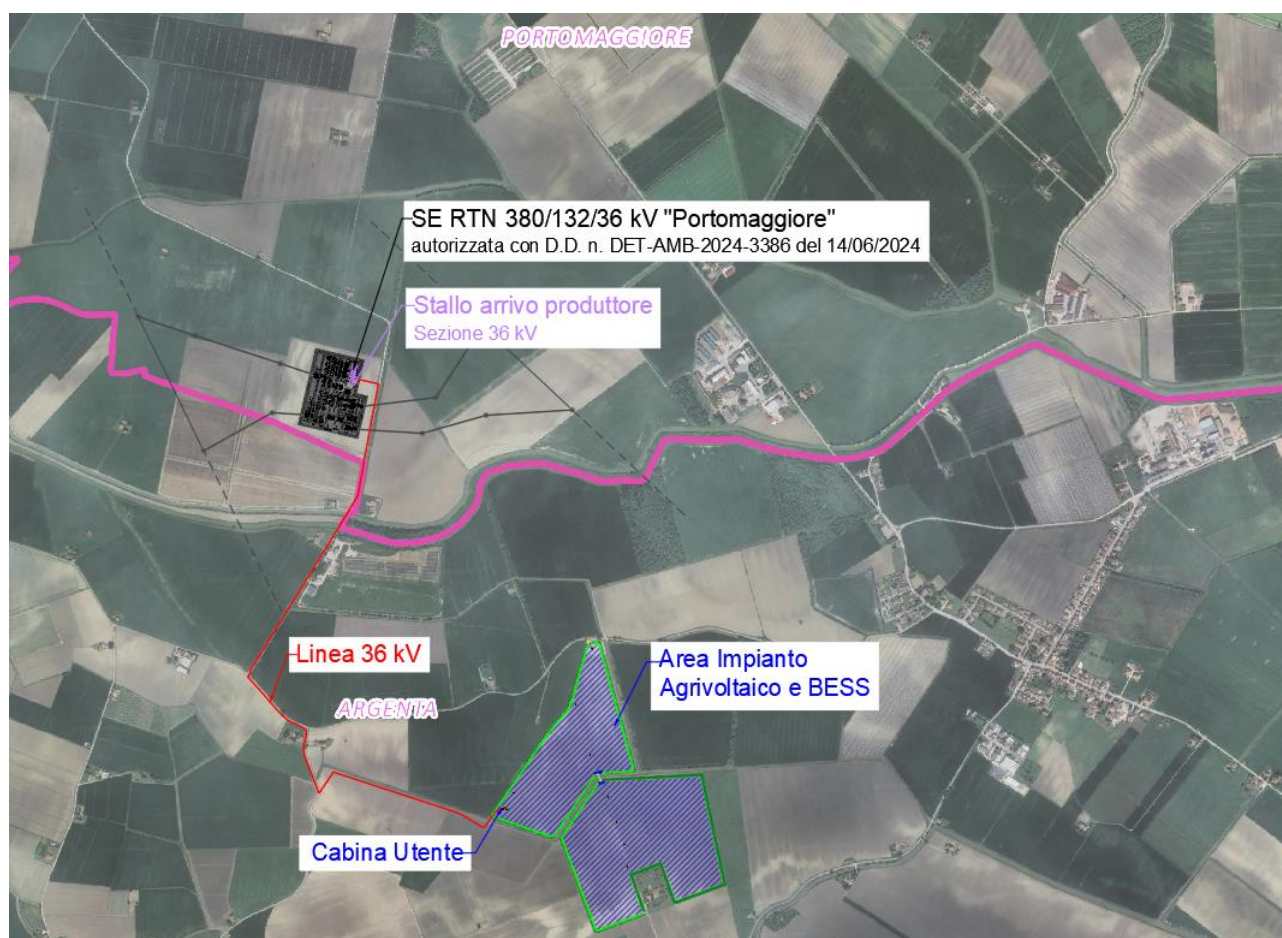 PORTOMAGGIORE
SE RTN 380/132/36 kV "Portomaggiore"
autorizzata con D.D. n. DET-AMB-2024-3386 del 14/06/2024
Stallo arrivo produttore
Sezione 36 kV
Linea 36 kV
Area Impianto
Agrivoltaico e BESS
ARGENTA
Cabina Utente